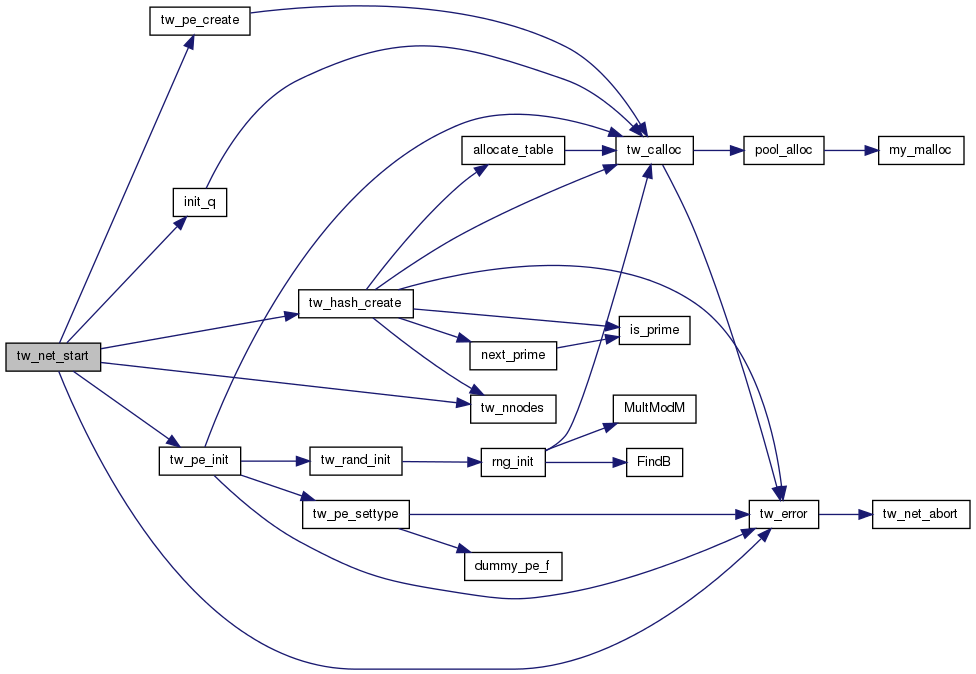 tw_pe_create
allocate_table
tw_calloc
pool_alloc
my_malloc
init_q
tw_hash_create
is_prime
tw_net_start
next_prime
tw_nnodes
MultModM
tw_pe_init
tw_rand_init
rng_init
FindB
tw_pe_settype
tw_error
tw_net_abort
dummy_pe_f